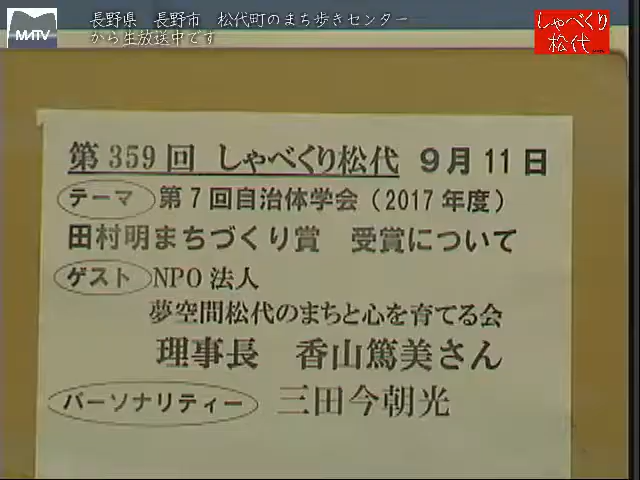 長野県 長野市 松代町のまち歩きセンター
から生放送中です
MATV
しゃべくり
松代
第359回 しゃべくり松代 9月11日
テーマ 第7回自治体学会（2017年度）
田村明まちづくり賞 受賞について
ゲスト NPO法人
夢空間松代のまちと心を育てる会
理事長 香山篤美さん
パーソナリティー 三田今朝光